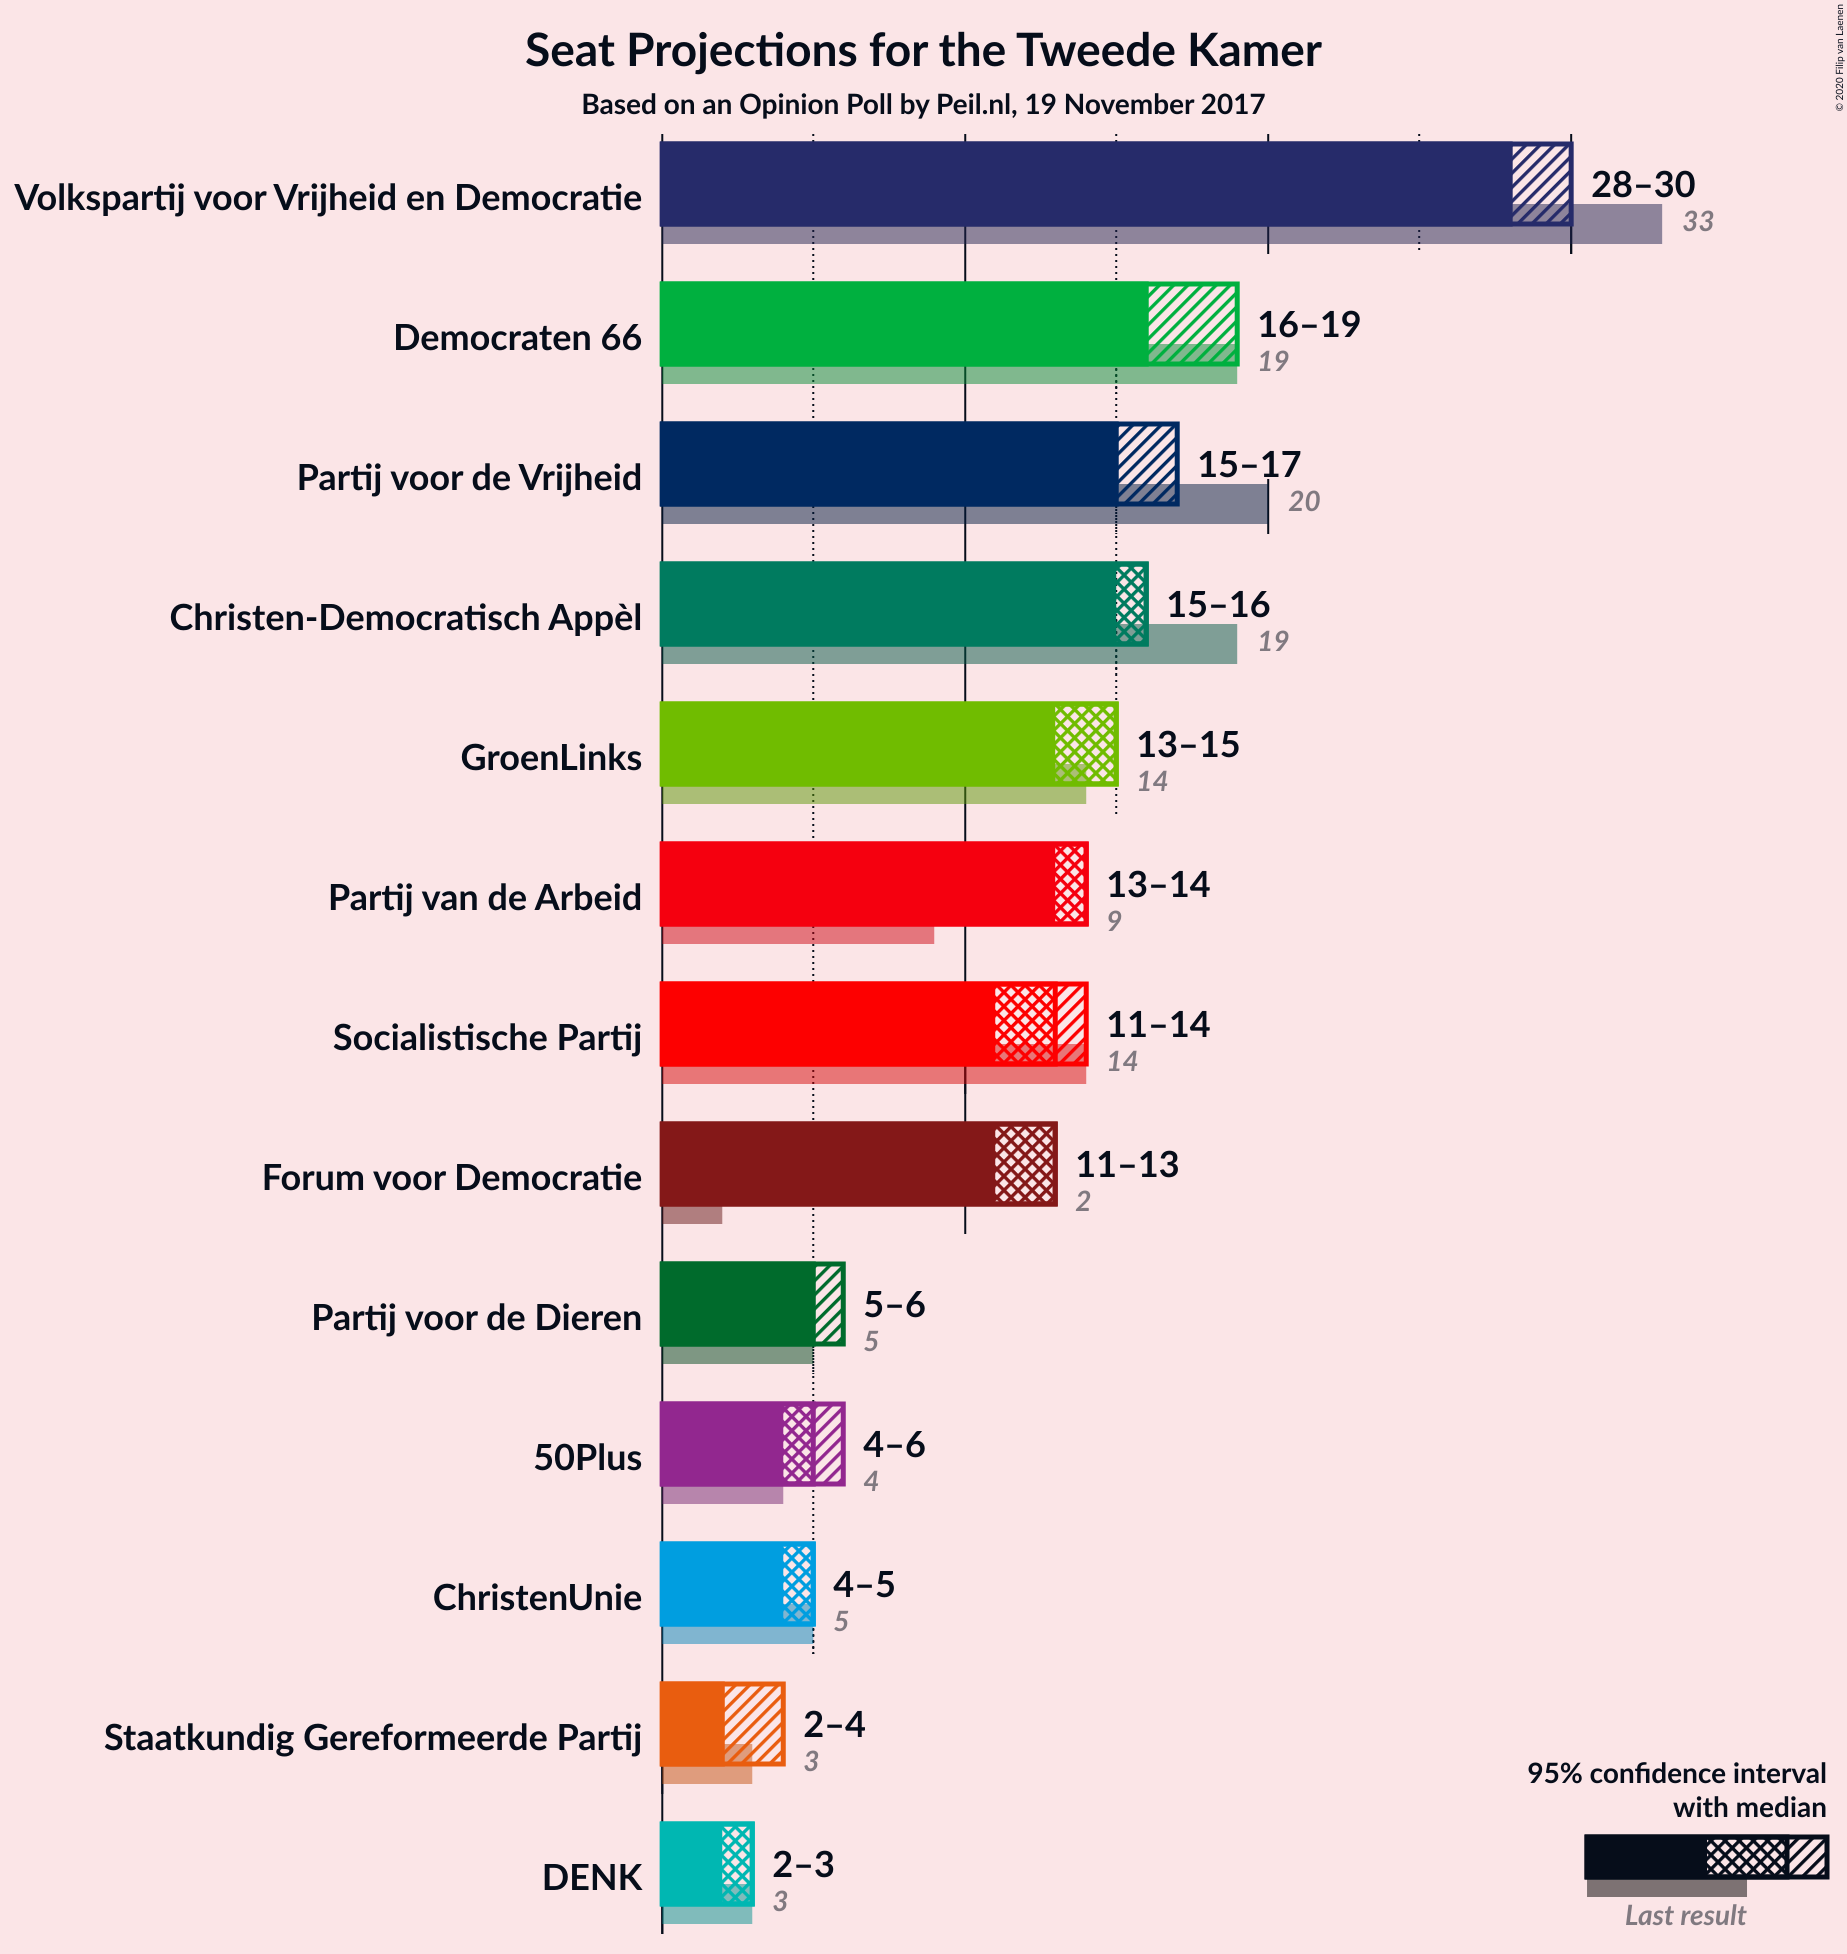 Seat Projections for the Tweede Kamer
Based on an Opinion Poll by Peil.nl, 19 November 2017
© 2020 Filip van Laenen
Volkspartij voor Vrijheid en Democratie
28–30
33
Democraten 66
16–19
19
Partij voor de Vrijheid
15–17
20
Christen-Democratisch Appèl
15–16
19
GroenLinks
13–15
14
Partij van de Arbeid
13–14
9
Socialistische Partij
11–14
14
Forum voor Democratie
11–13
2
Partij voor de Dieren
5–6
5
50Plus
4–6
4
ChristenUnie
4–5
5
Staatkundig Gereformeerde Partij
2–4
3
DENK
2–3
3
95% confidence interval
with median
Last result